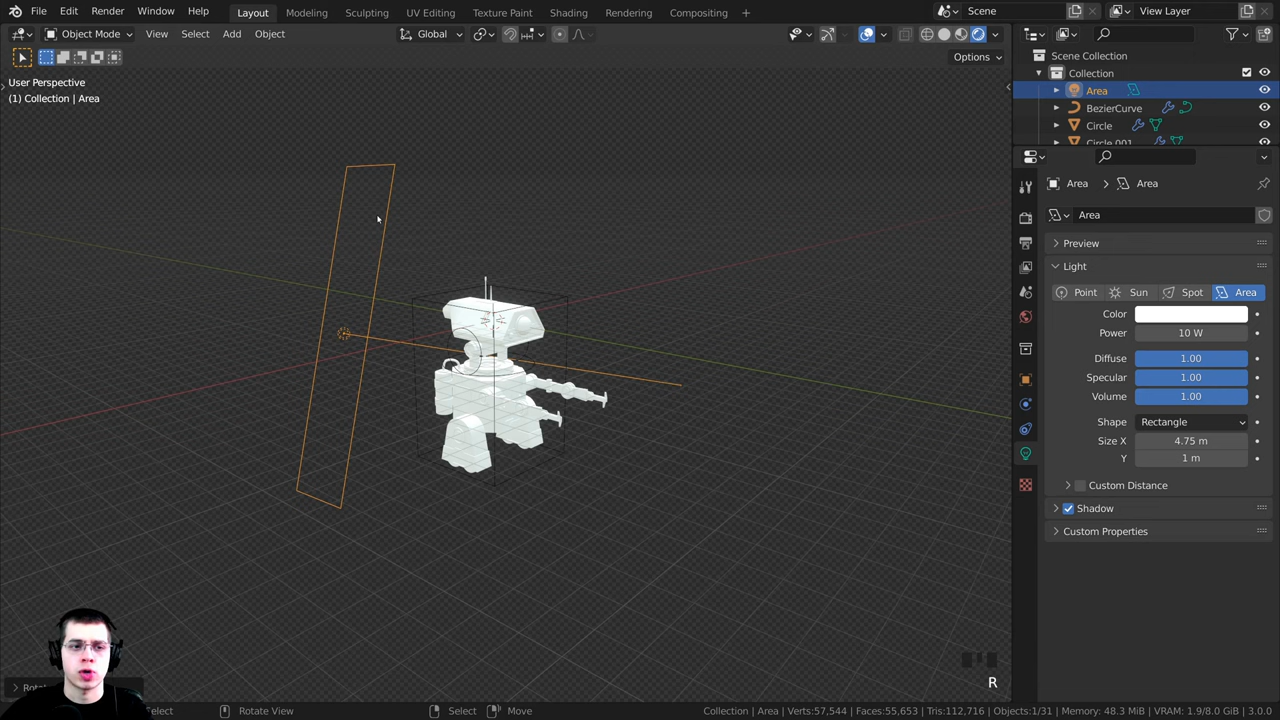 File Edit Render Window Help Layout Modeling Sculpting UV Editing Texture Paint Shading Animation Rendering Compositing + Scene View Layer
Object Mode View Select Add Object Global
Options
User Perspective
(1) Collection | Area
Scene Collection
Collection
Area
BezierCurve
Circle
Circle.001
Area > Area
Area
Preview
Light
Point Sun Spot Area
Color
Power 10 W
Diffuse 1.00
Specular 1.00
Volume 1.00
Shape Rectangle
Size X 4.75 m
Y 1 m
Custom Distance
Shadow
Custom Properties
R
Select Rotate View Select Move Collection | Area | Verts:57,544 | Faces:55,653 | Tris:112,716 | Objects:1/31 | Memory: 48.3 MiB | VRAM: 1.9/8.0 GiB | 3.0.0